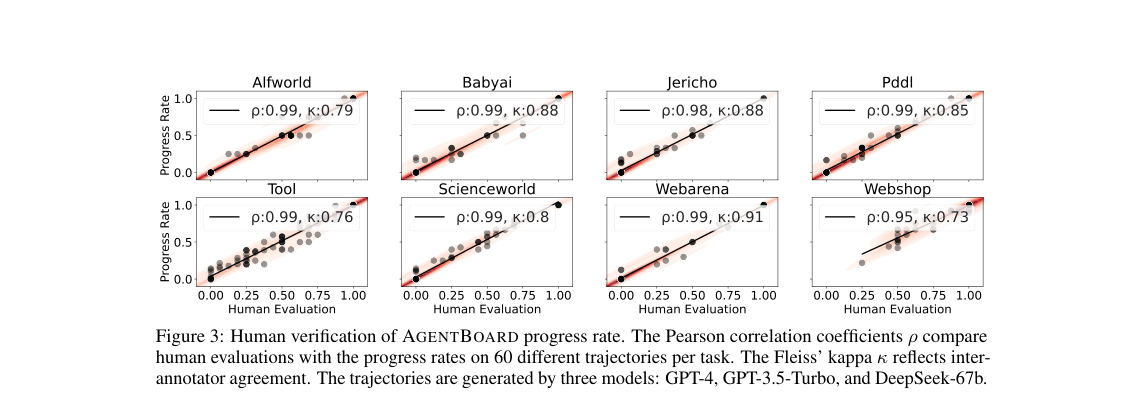 Alfworld Babyai Jericho Pddl
ρ:0.99, κ:0.79 ρ:0.99, κ:0.88 ρ:0.98, κ:0.88 ρ:0.99, κ:0.85
Progress Rate
1.0
0.5
0.0
Tool Scienceworld Webarena Webshop
ρ:0.99, κ:0.76 ρ:0.99, κ:0.8 ρ:0.99, κ:0.91 ρ:0.95, κ:0.73
Progress Rate
1.0
0.5
0.0
0.00 0.25 0.50 0.75 1.00 0.00 0.25 0.50 0.75 1.00 0.00 0.25 0.50 0.75 1.00 0.00 0.25 0.50 0.75 1.00
Human Evaluation Human Evaluation Human Evaluation Human Evaluation
Figure 3: Human verification of AGENTBOARD progress rate. The Pearson correlation coefficients ρ compare
human evaluations with the progress rates on 60 different trajectories per task. The Fleiss’ kappa κ reflects inter-
annotator agreement. The trajectories are generated by three models: GPT-4, GPT-3.5-Turbo, and DeepSeek-67b.